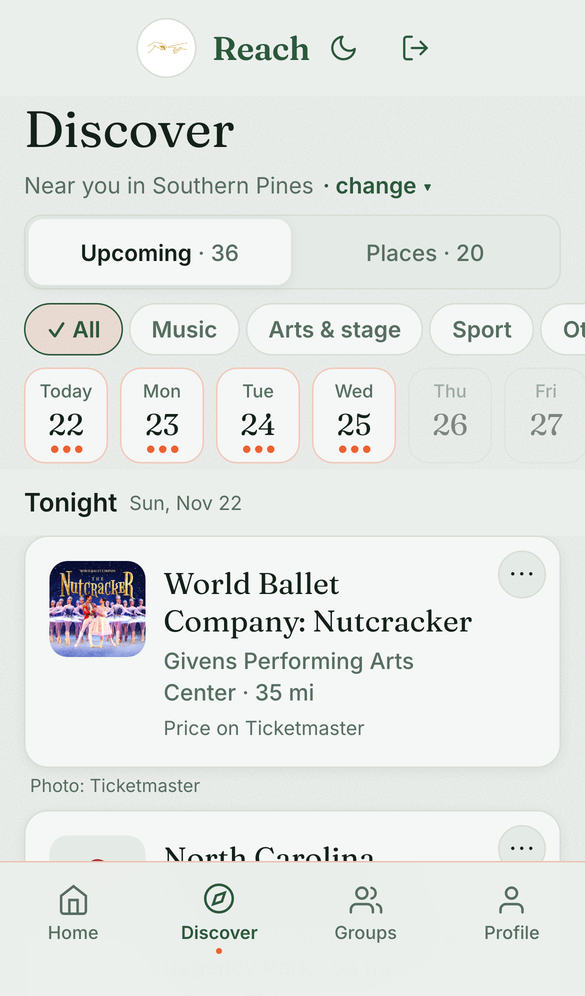 Reach
Discover
Near you in Southern Pines · change ▾
Upcoming · 36
Places · 20
✓ All
Music
Arts & stage
Sport
Ot
Today
22
Mon
23
Tue
24
Wed
25
Thu
26
Fri
27
Tonight Sun, Nov 22
THE
NUTCRACKER
World Ballet
Company: Nutcracker
Givens Performing Arts
Center · 35 mi
Price on Ticketmaster
...
Photo: Ticketmaster
North Carolina
...
Home
Discover
Groups
Profile